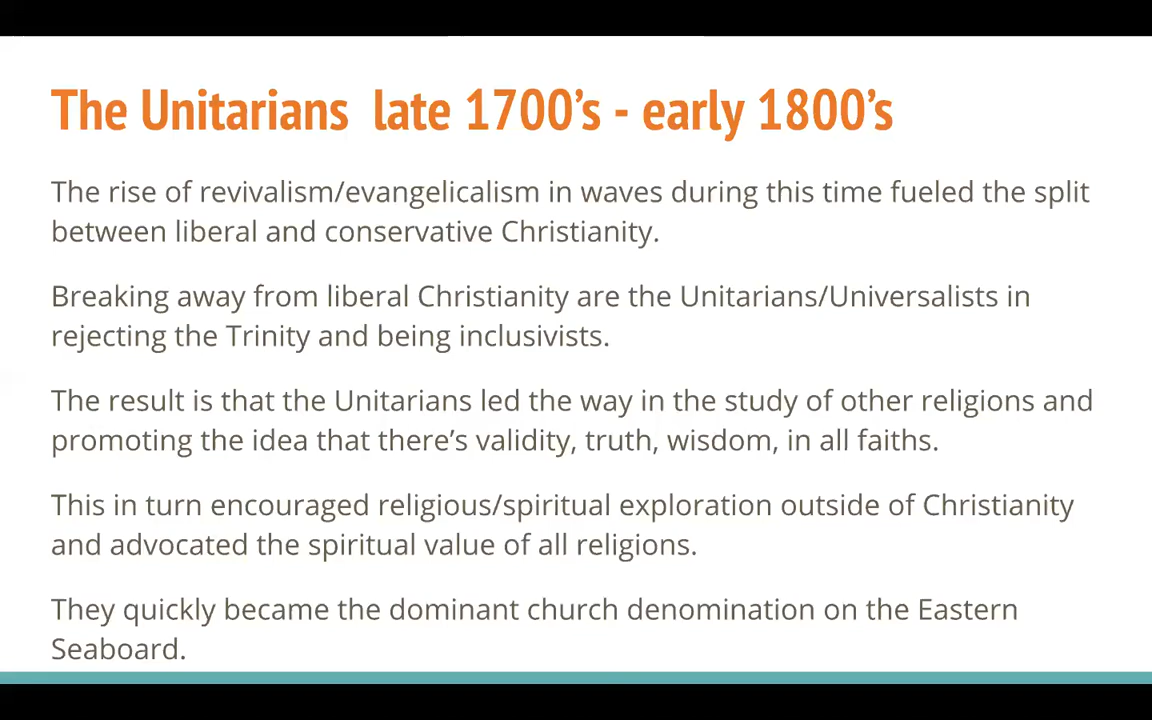 The Unitarians  late 1700's - early 1800's
The rise of revivalism/evangelicalism in waves during this time fueled the split
between liberal and conservative Christianity.
Breaking away from liberal Christianity are the Unitarians/Universalists in
rejecting the Trinity and being inclusivists.
The result is that the Unitarians led the way in the study of other religions and
promoting the idea that there's validity, truth, wisdom, in all faiths.
This in turn encouraged religious/spiritual exploration outside of Christianity
and advocated the spiritual value of all religions.
They quickly became the dominant church denomination on the Eastern
Seaboard.